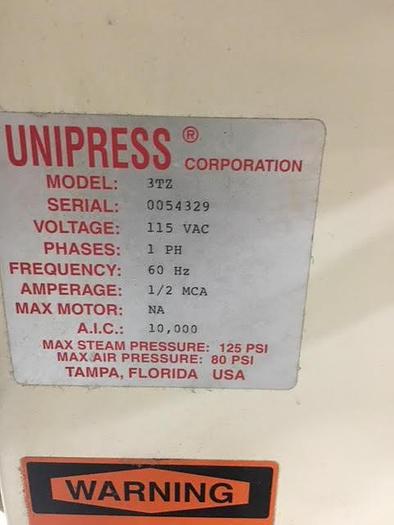 UNIPRESS® CORPORATION
MODEL: 3TZ
SERIAL: 0054329
VOLTAGE: 115 VAC
PHASES: 1 PH
FREQUENCY: 60 Hz
AMPERAGE: 1/2 MCA
MAX MOTOR: NA
A.I.C.: 10,000
MAX STEAM PRESSURE: 125 PSI
MAX AIR PRESSURE: 80 PSI
TAMPA, FLORIDA USA
WARNING